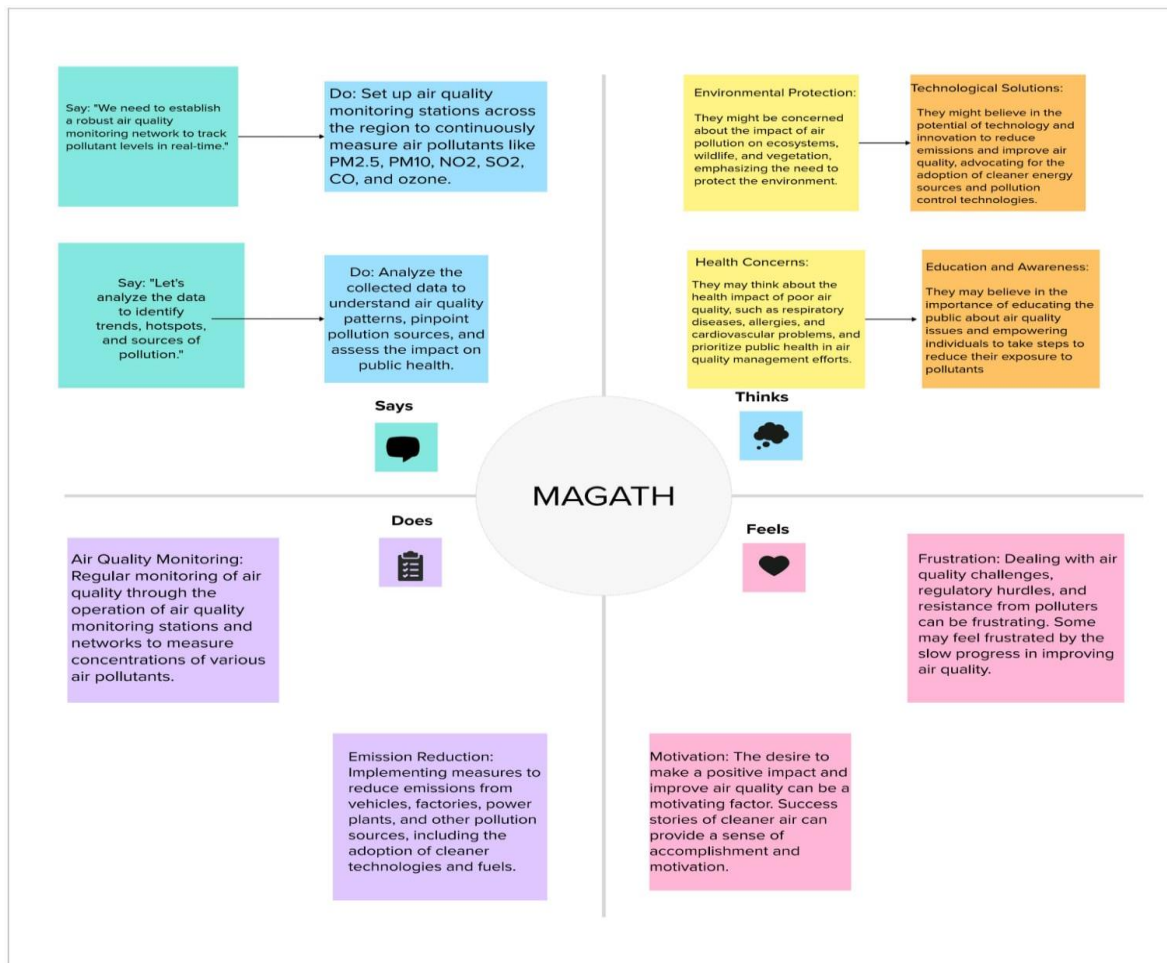 Say: "We need to establish
a robust air quality
monitoring network to track
pollutant levels in real-time."
Do: Set up air quality
monitoring stations across
the region to continuously
measure air pollutants like
PM2.5, PM10, NO2, SO2,
CO, and ozone.
Say: "Let's
analyze the data
to identify
trends, hotspots,
and sources of
pollution."
Do: Analyze the
collected data to
understand air quality
patterns, pinpoint
pollution sources, and
assess the impact on
public health.
Says
Environmental Protection:
They might be concerned
about the impact of air
pollution on ecosystems,
wildlife, and vegetation,
emphasizing the need to
protect the environment.
Technological Solutions:
They might believe in the
potential of technology and
innovation to reduce
emissions and improve air
quality, advocating for the
adoption of cleaner energy
sources and pollution
control technologies.
Health Concerns:
They may think about the
health impact of poor air
quality, such as respiratory
diseases, allergies, and
cardiovascular problems, and
prioritize public health in air
quality management efforts.
Education and Awareness:
They may believe in the
importance of educating the
public about air quality
issues and empowering
individuals to take steps to
reduce their exposure to
pollutants
Thinks
MAGATH
Does
Air Quality Monitoring:
Regular monitoring of air
quality through the
operation of air quality
monitoring stations and
networks to measure
concentrations of various
air pollutants.
Emission Reduction:
Implementing measures to
reduce emissions from
vehicles, factories, power
plants, and other pollution
sources, including the
adoption of cleaner
technologies and fuels.
Feels
Frustration: Dealing with air
quality challenges,
regulatory hurdles, and
resistance from polluters
can be frustrating. Some
may feel frustrated by the
slow progress in improving
air quality.
Motivation: The desire to
make a positive impact and
improve air quality can be a
motivating factor. Success
stories of cleaner air can
provide a sense of
accomplishment and
motivation.